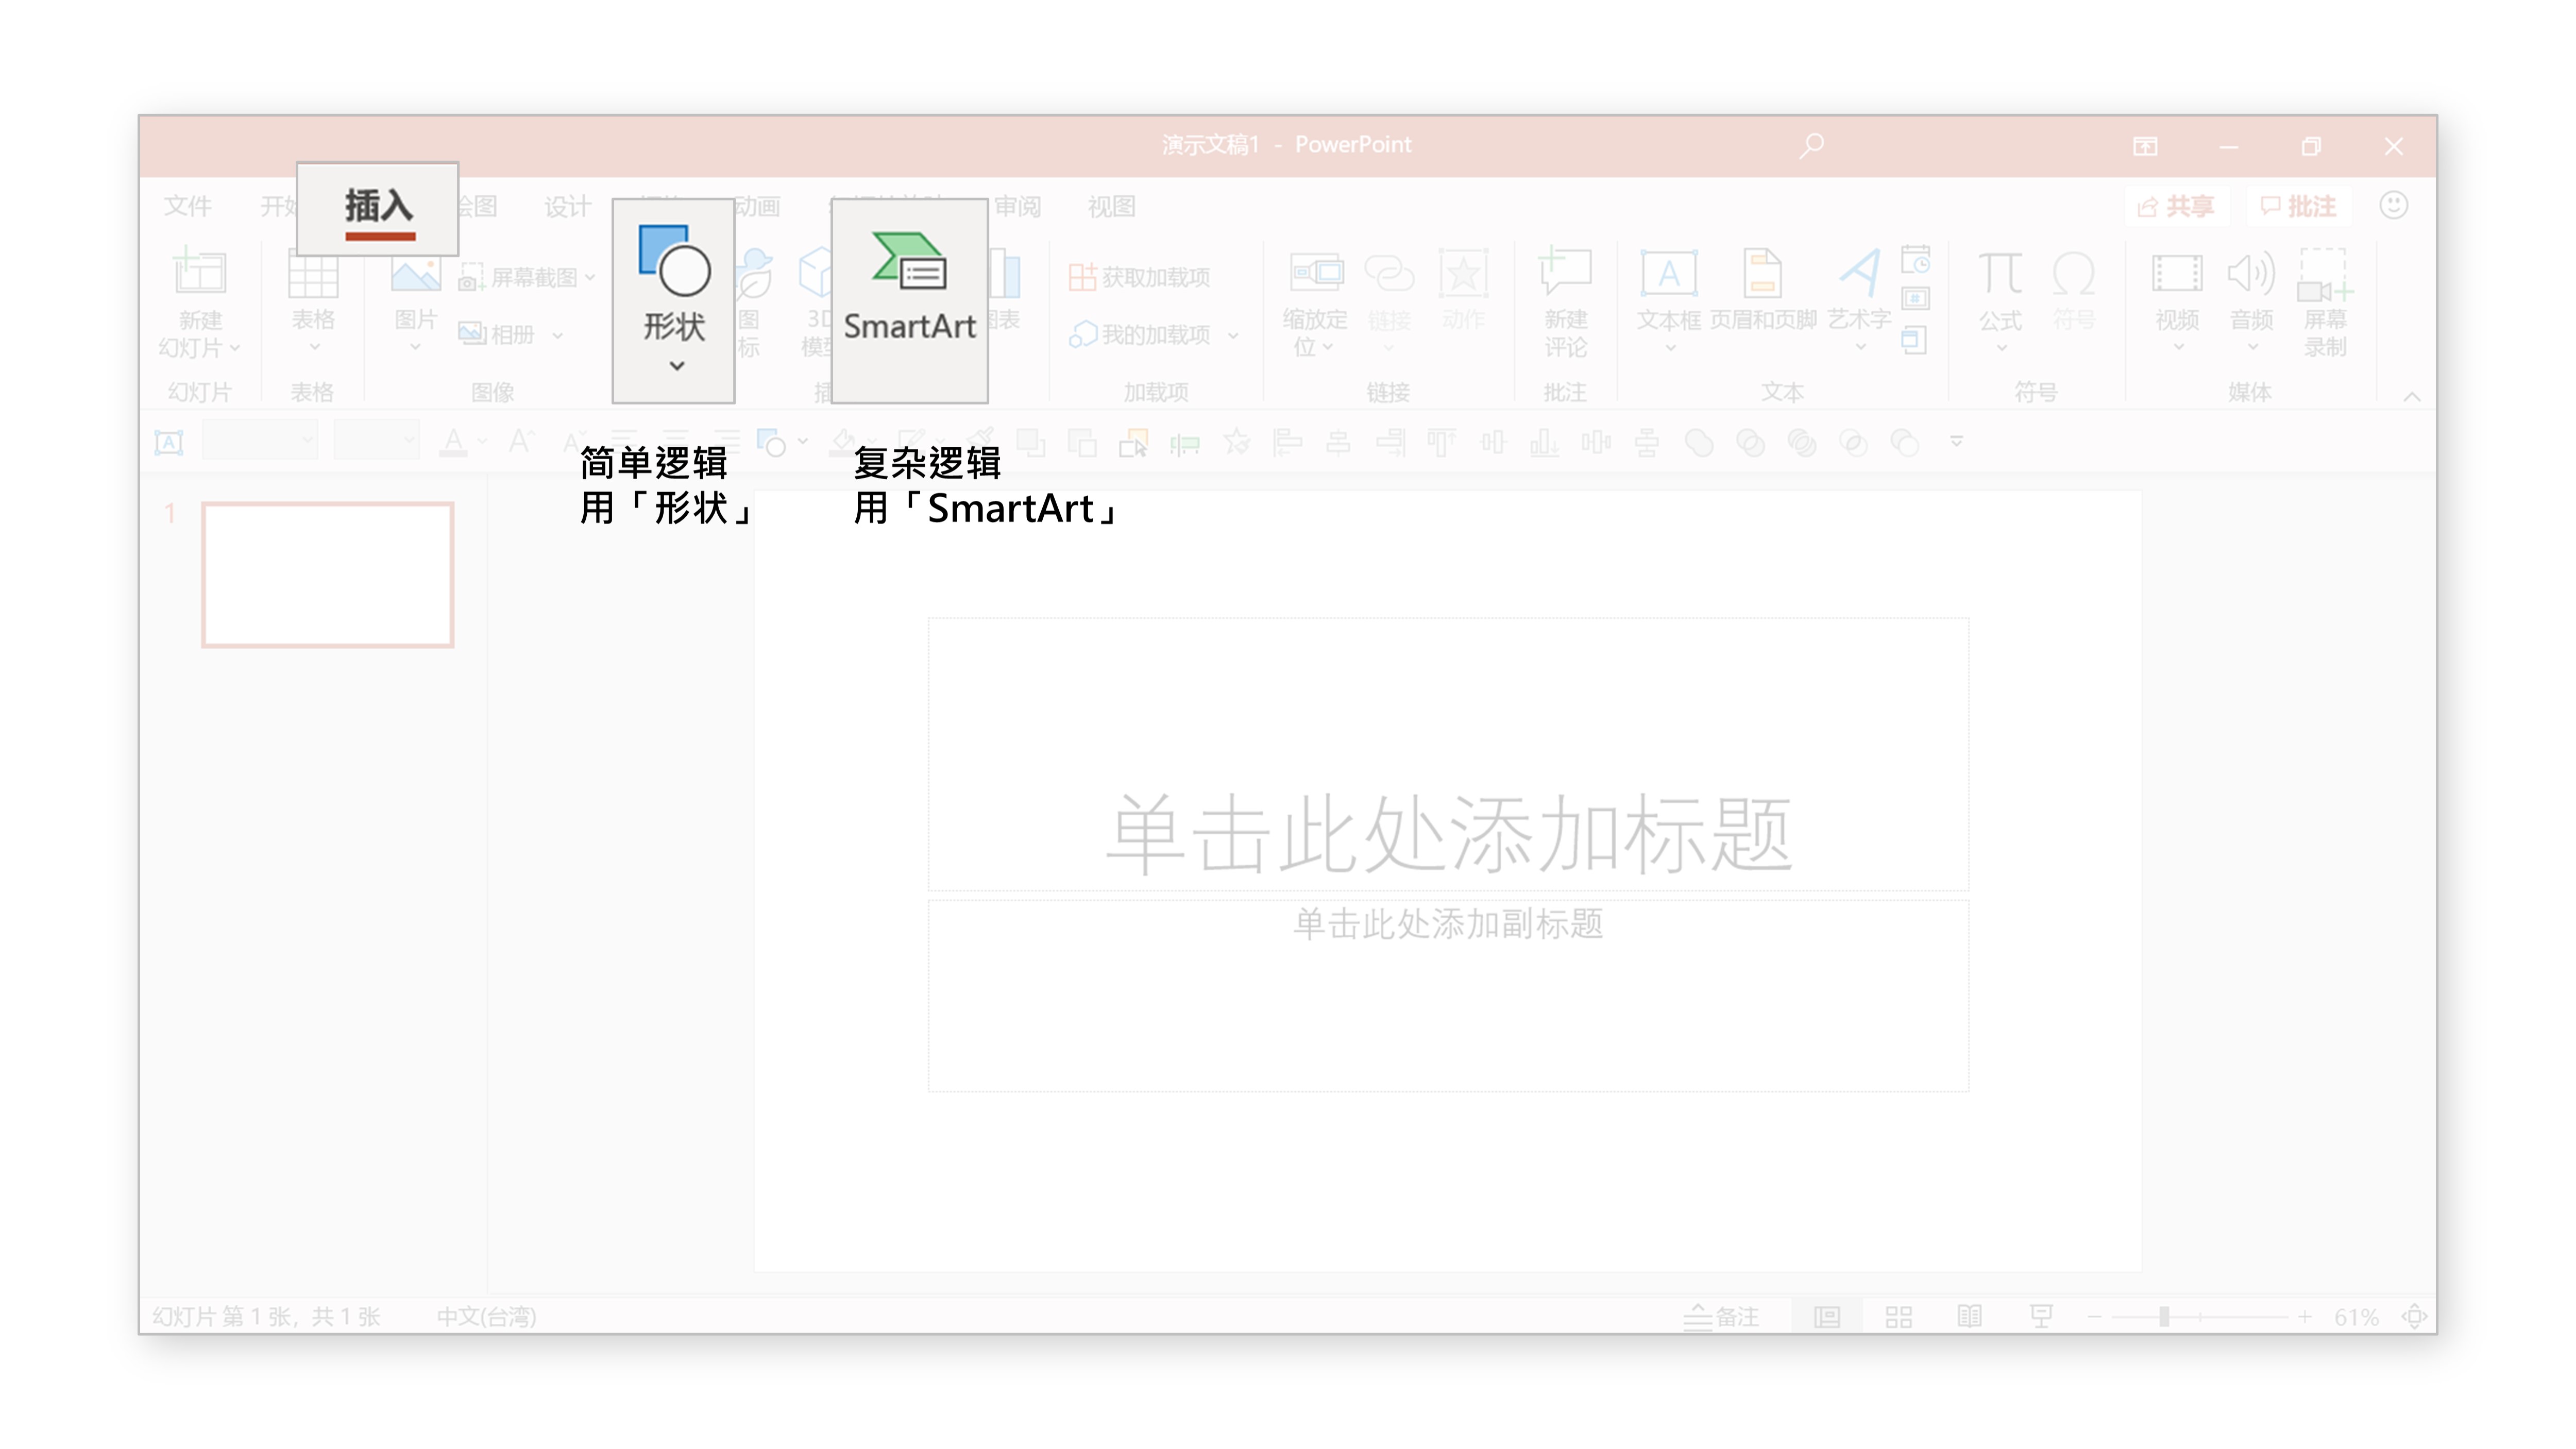 演示文稿1 - PowerPoint
文件
插入
绘图
设计
动画
审阅
视图
共享
批注
新建
幻灯片
表格
图片
屏幕截图
相册
形状
图
标
3D
SmartArt
图表
获取加载项
我的加载项
缩放定
位
链接
动作
新建
评论
文本框
页眉和页脚
艺术字
公式
符号
视频
音频
屏幕
录制
幻灯片
表格
图像
加载项
链接
批注
文本
符号
媒体
简单逻辑
用「形状」
复杂逻辑
用「SmartArt」
1
单击此处添加标题
单击此处添加副标题
幻灯片 第 1 张，共 1 张
中文(台湾)
备注
61%